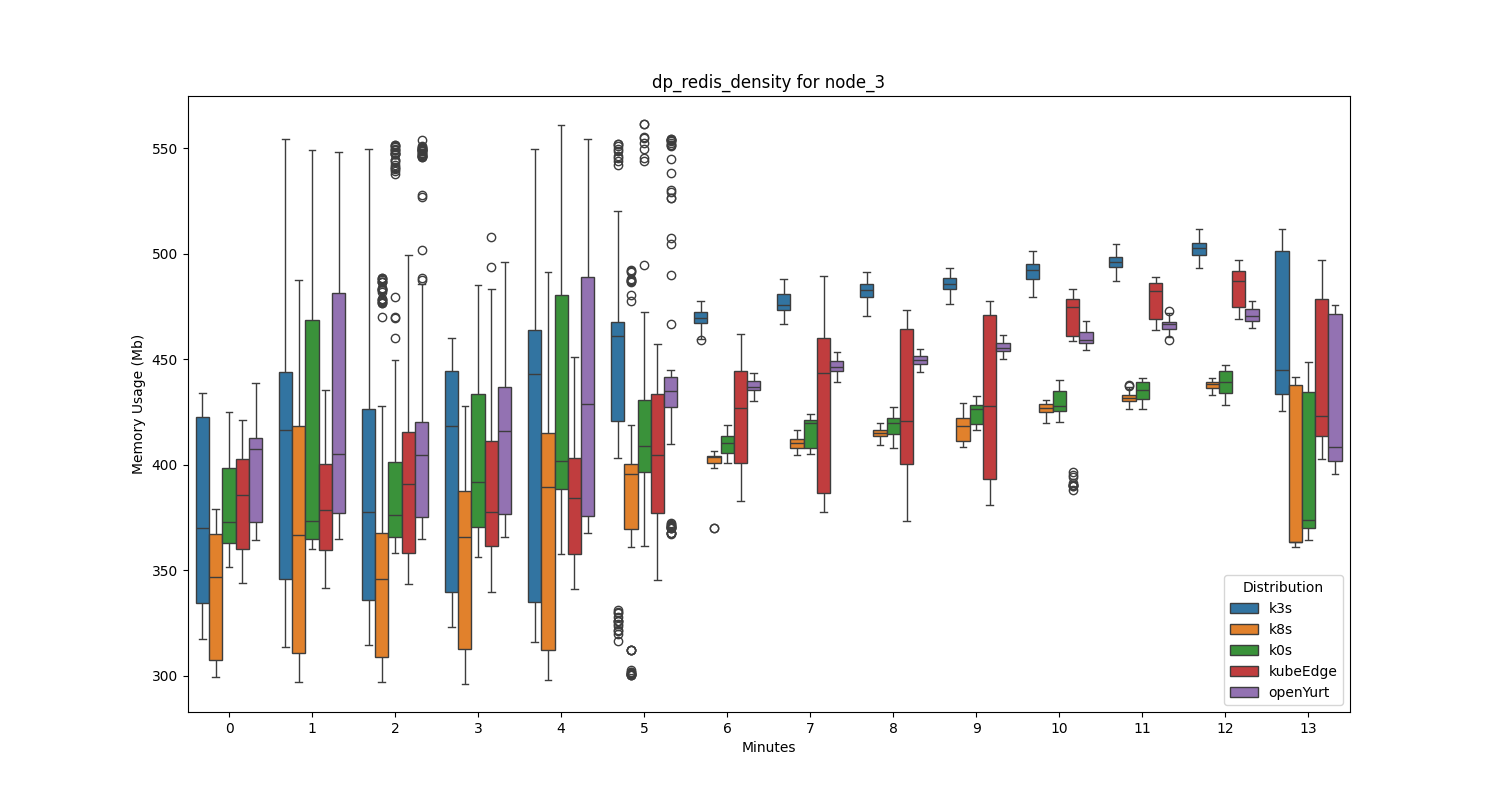 dp_redis_density for node_3
Memory Usage (Mb)
550
500
450
400
350
300
0 1 2 3 4 5 6 7 8 9 10 11 12 13
Minutes
Distribution
k3s
k8s
k0s
kubeEdge
openYurt